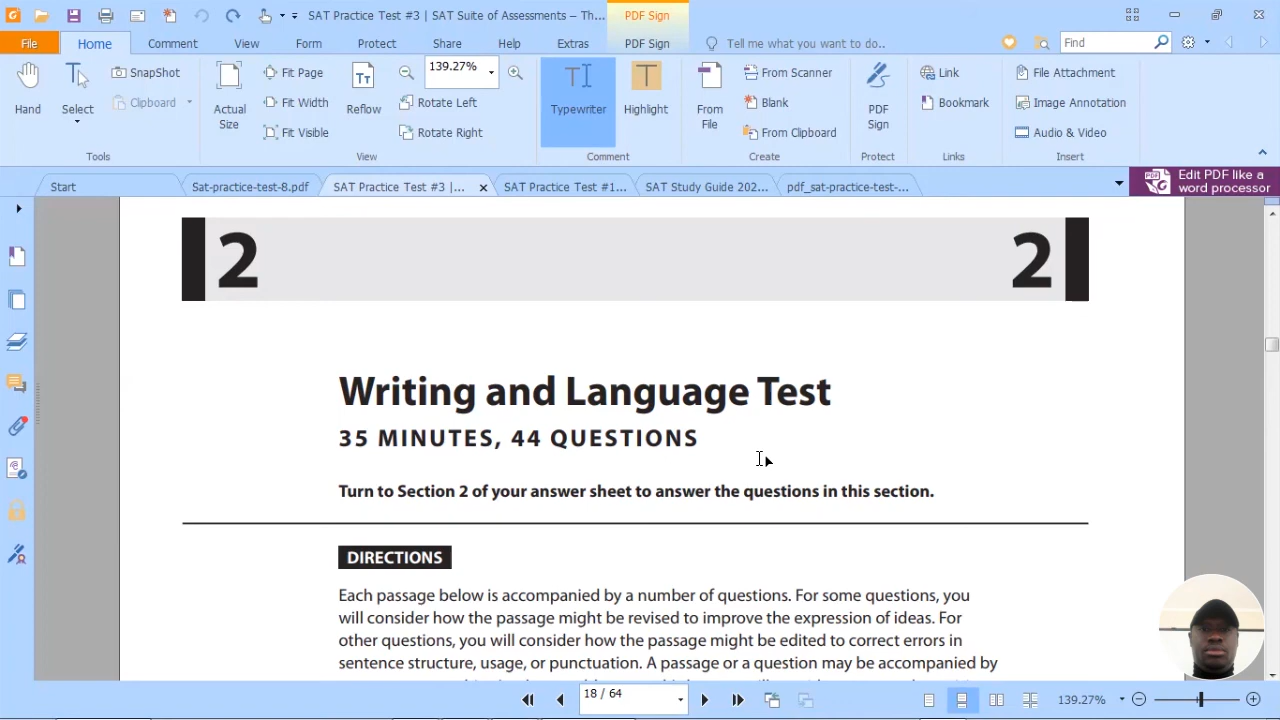 SAT Practice Test #3 | SAT Suite of Assessments – Th...
PDF Sign
File
Home
Comment
View
Form
Protect
Share
Help
Extras
PDF Sign
Tell me what you want to do..
Find
Hand
Select
SnapShot
Clipboard
Tools
Actual
Size
Fit Page
Fit Width
Fit Visible
Reflow
139.27%
Rotate Left
Rotate Right
View
Typewriter
Highlight
Comment
From
File
From Scanner
Blank
From Clipboard
Create
PDF
Sign
Protect
Link
Bookmark
Links
File Attachment
Image Annotation
Audio & Video
Insert
Start
Sat-practice-test-8.pdf
SAT Practice Test #3 |...
SAT Practice Test #1...
SAT Study Guide 202...
pdf_sat-practice-test-...
Edit PDF like a
word processor
2
2
Writing and Language Test
35 MINUTES, 44 QUESTIONS
Turn to Section 2 of your answer sheet to answer the questions in this section.
DIRECTIONS
Each passage below is accompanied by a number of questions. For some questions, you
will consider how the passage might be revised to improve the expression of ideas. For
other questions, you will consider how the passage might be edited to correct errors in
sentence structure, usage, or punctuation. A passage or a question may be accompanied by
18 / 64
139.27%